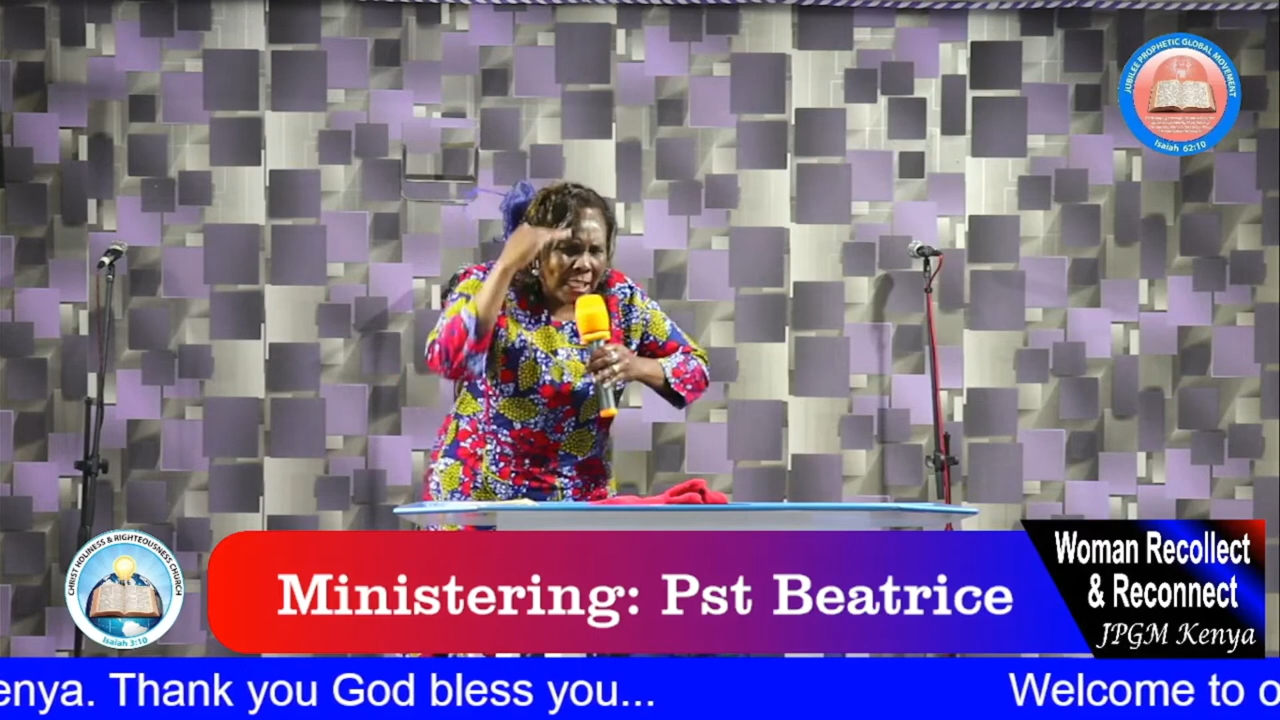 JUBILEE PROPHETIC GLOBAL MOVEMENT
Isaiah 62:10
CHRIST HOLINESS & RIGHTEOUSNESS CHURCH
Isaiah 3:10
Ministering: Pst Beatrice
Woman Recollect
& Reconnect
JPGM Kenya
enya. Thank you God bless you... Welcome to o